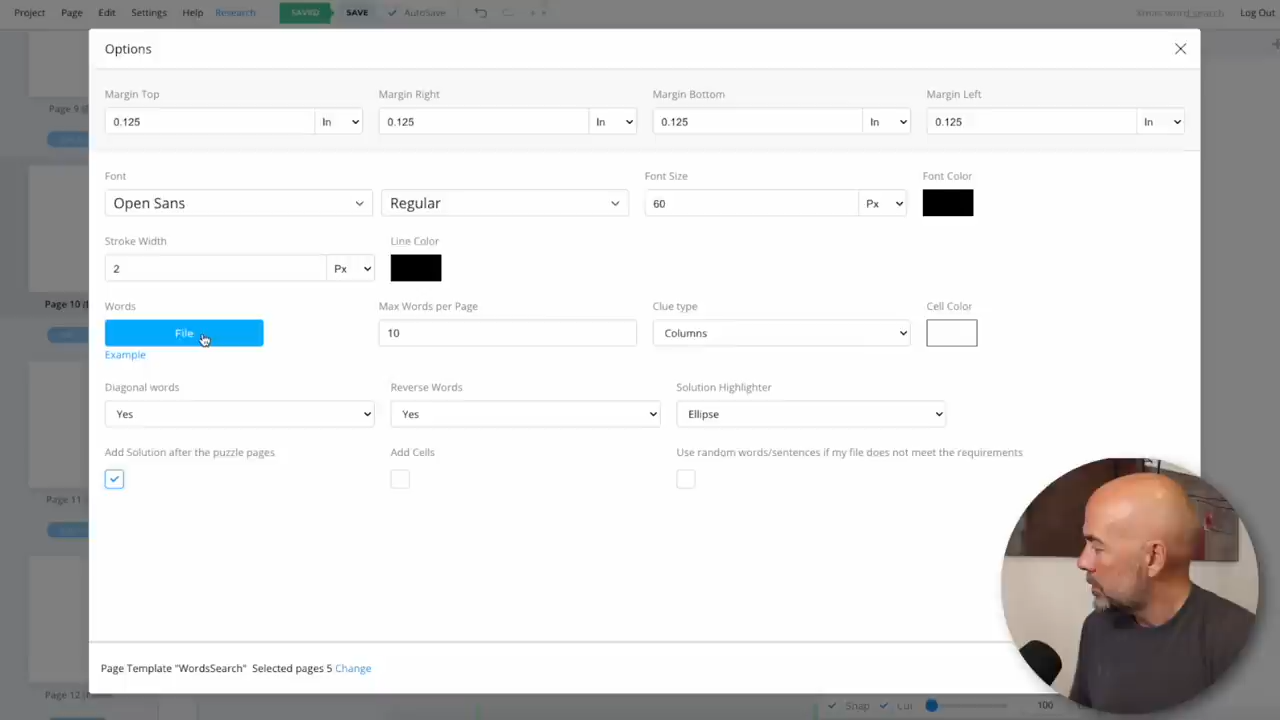 Project Page Edit Settings Help Research SAVED SAVE AutoSave Xmas word_search Log Out
Options
Margin Top Margin Right Margin Bottom Margin Left
0.125 In 0.125 In 0.125 In 0.125 In
Font Font Size Font Color
Open Sans Regular 60 Px
Stroke Width Line Color
2 Px
Words Max Words per Page Clue type Cell Color
File 10 Columns
Example
Diagonal words Reverse Words Solution Highlighter
Yes Yes Ellipse
Add Solution after the puzzle pages Add Cells Use random words/sentences if my file does not meet the requirements
Page Template "WordsSearch" Selected pages 5 Change
Page 9
Page 10
Page 11
Page 12
Snap Cut 100